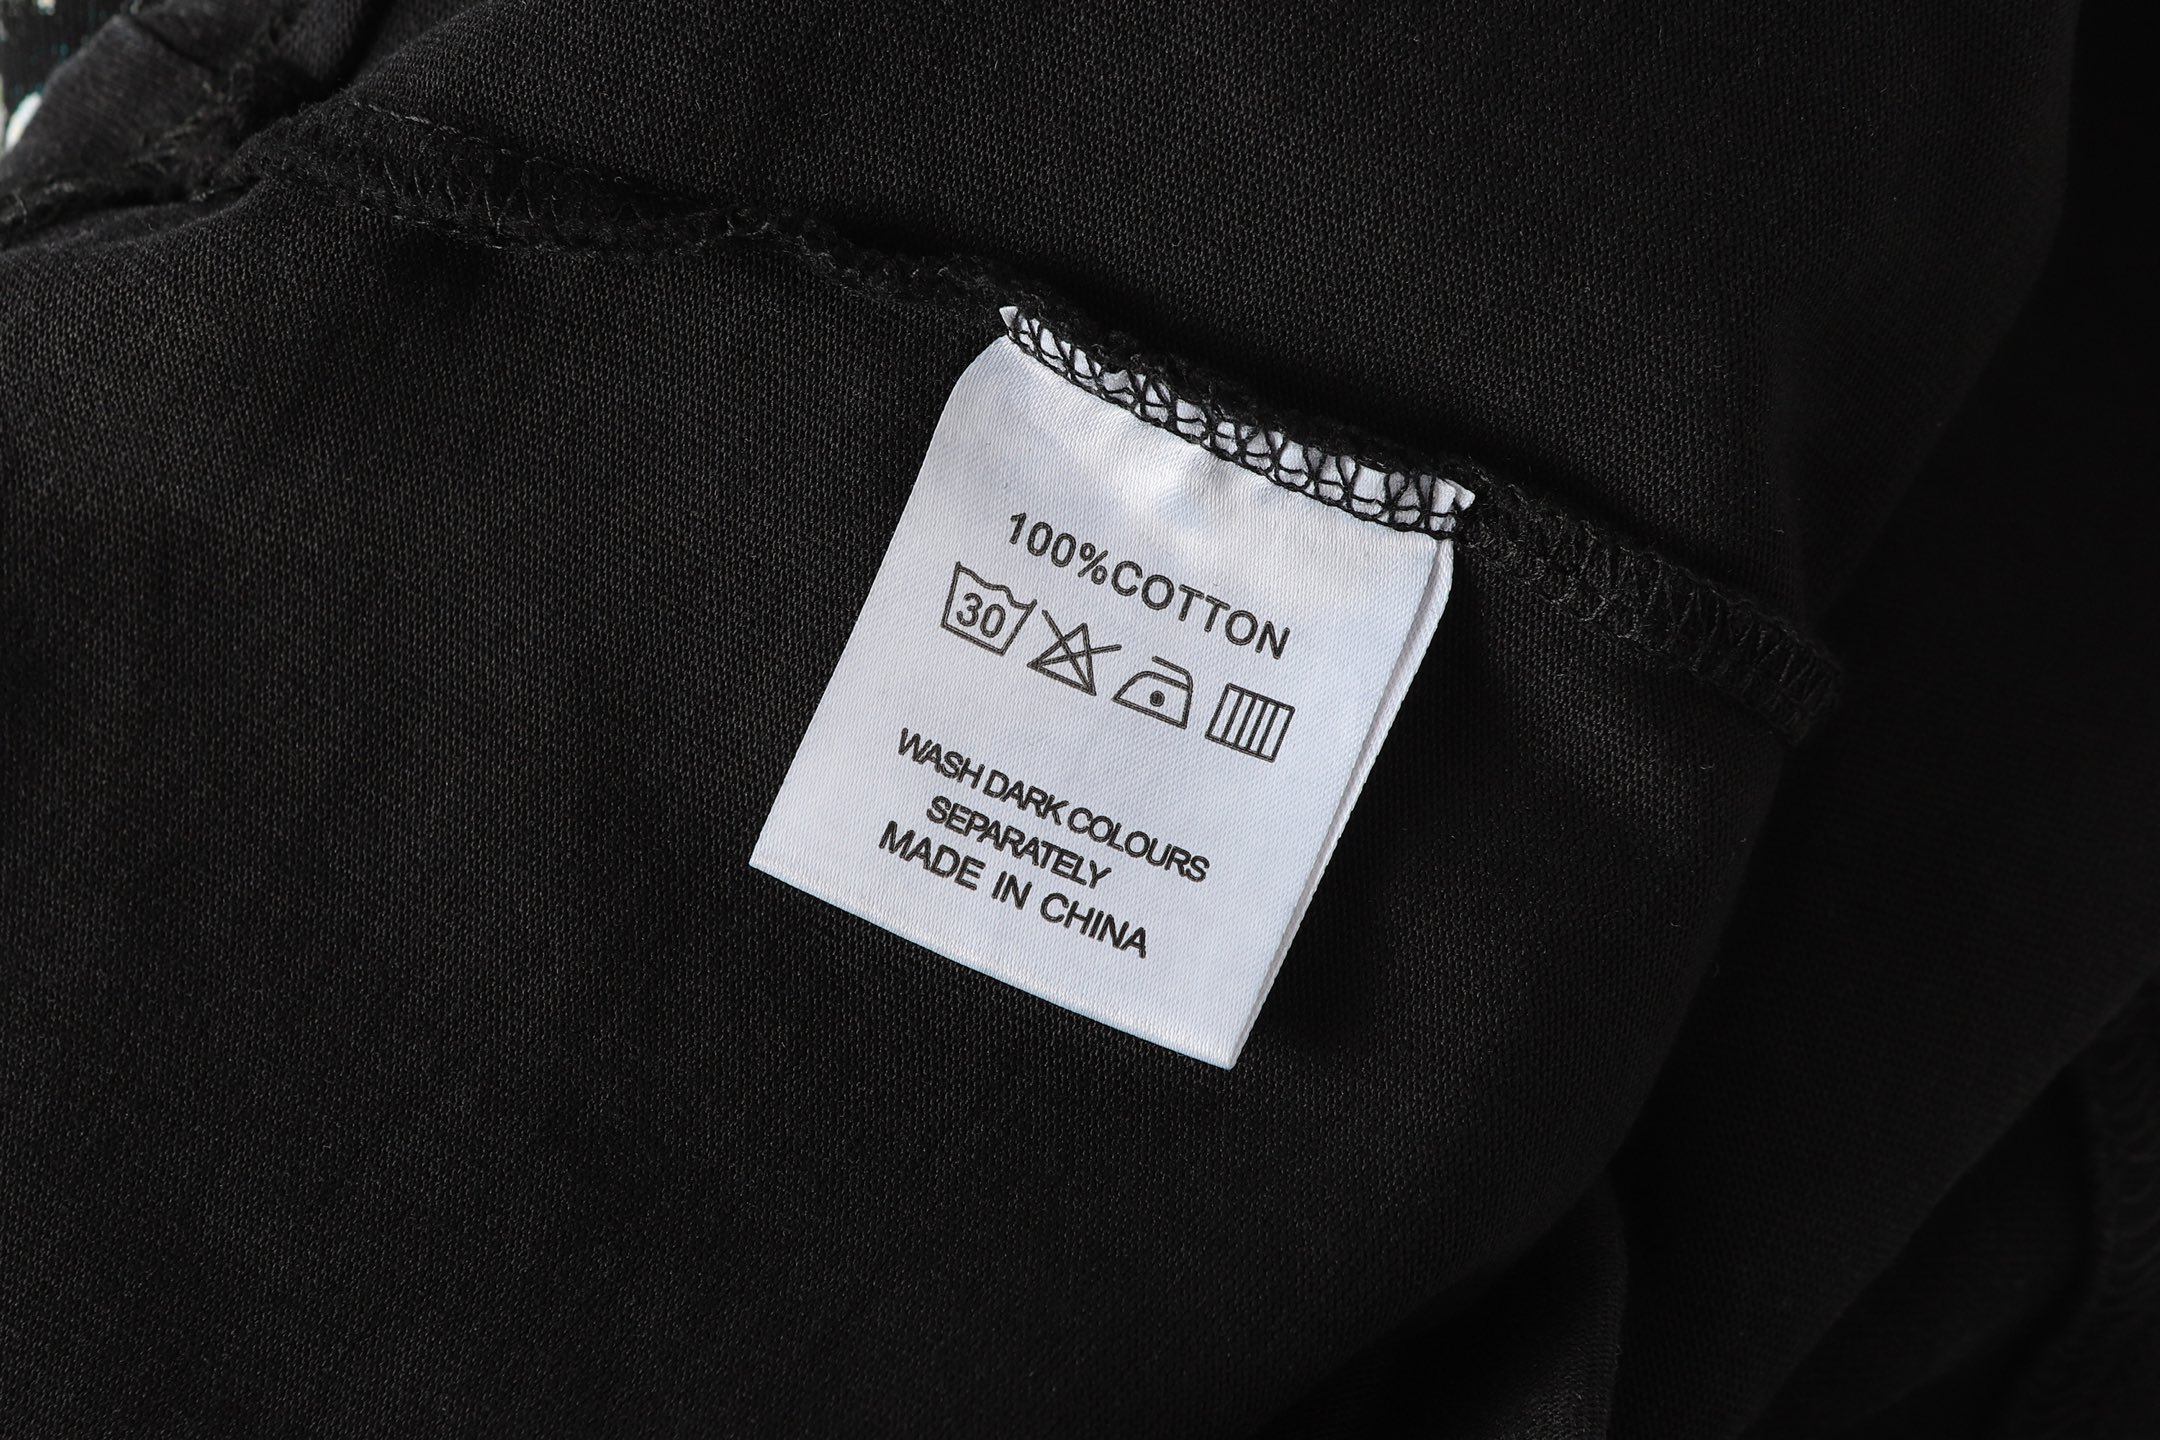 100%COTTON
30
WASH DARK COLOURS
SEPARATELY
MADE IN CHINA